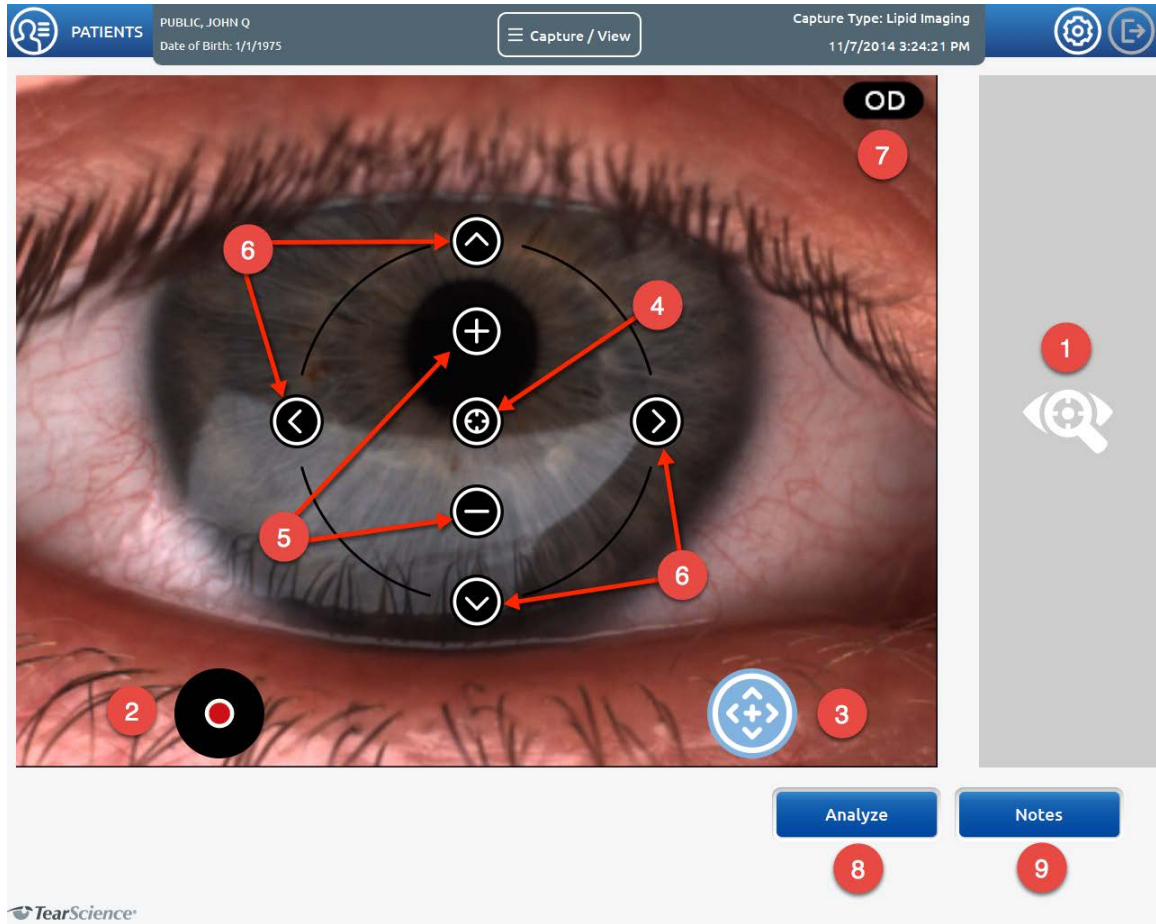 PATIENTS
PUBLIC, JOHN Q
Date of Birth: 1/1/1975
Capture / View
Capture Type: Lipid Imaging
11/7/2014 3:24:21 PM
OD
7
6
4
1
5
6
2
3
Analyze
Notes
8
9
TearScience